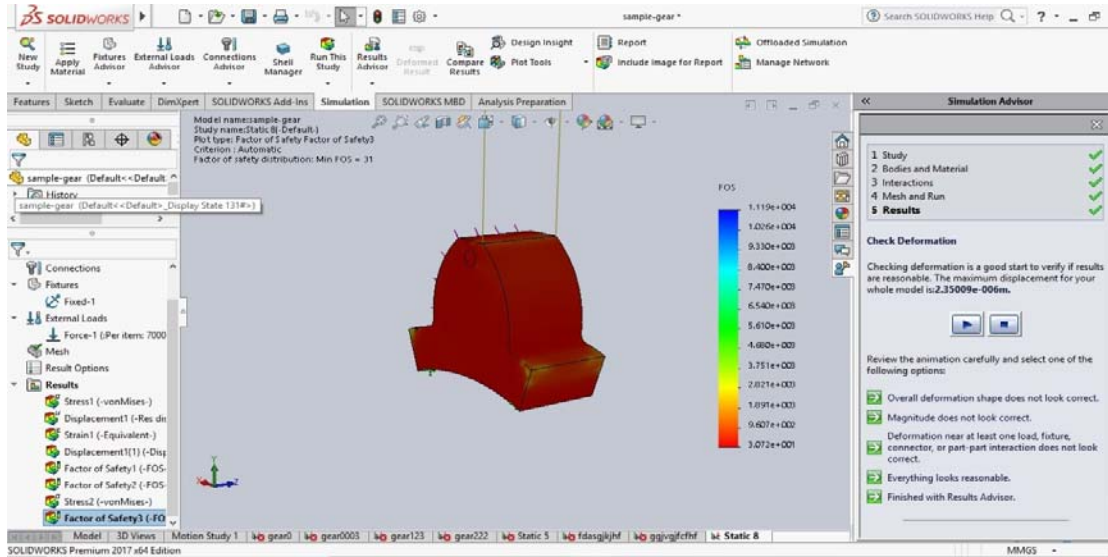 SOLIDWORKS
sample-gear *
Search SOLIDWORKS Help
New Study
Apply Material
Fixtures Advisor
External Loads Advisor
Connections Advisor
Shell Manager
Run This Study
Results Advisor
Deformed Result
Compare Results
Design Insight
Plot Tools
Report
Include Image for Report
Offloaded Simulation
Manage Network
Features Sketch Evaluate DimXpert SOLIDWORKS Add-Ins Simulation SOLIDWORKS MBD Analysis Preparation
Simulation Advisor
Model name:sample-gear
Study name:Static 8(-Default-)
Plot type: Factor of Safety Factor of Safety3
Criterion : Automatic
Factor of safety distribution: Min FOS = 31
sample-gear (Default<<Default
History
sample-gear (Default<<Default>_Display State 131#>)
Connections
Fixtures
Fixed-1
External Loads
Force-1 (:Per item: 7000
Mesh
Result Options
Results
Stress1 (-vonMises-)
Displacement1 (-Res dis
Strain1 (-Equivalent-)
Displacement1(1) (-Disp
Factor of Safety1 (-FOS-
Factor of Safety2 (-FOS-
Stress2 (-vonMises-)
Factor of Safety3 (-FO
FOS
1.119e+004
1.026e+004
9.330e+003
8.400e+003
7.470e+003
6.540e+003
5.610e+003
4.680e+003
3.751e+003
2.821e+003
1.891e+003
9.607e+002
3.072e+001
1 Study
2 Bodies and Material
3 Interactions
4 Mesh and Run
5 Results
Check Deformation
Checking deformation is a good start to verify if results
are reasonable. The maximum displacement for your
whole model is:2.35009e-006m.
Review the animation carefully and select one of the
following options:
Overall deformation shape does not look correct.
Magnitude does not look correct.
Deformation near at least one load, fixture,
connector, or part-part interaction does not look
correct.
Everything looks reasonable.
Finished with Results Advisor.
Model 3D Views Motion Study 1 gear0 gear0003 gear123 gear222 Static 5 Static 8
SOLIDWORKS Premium 2017 x64 Edition
MMGS